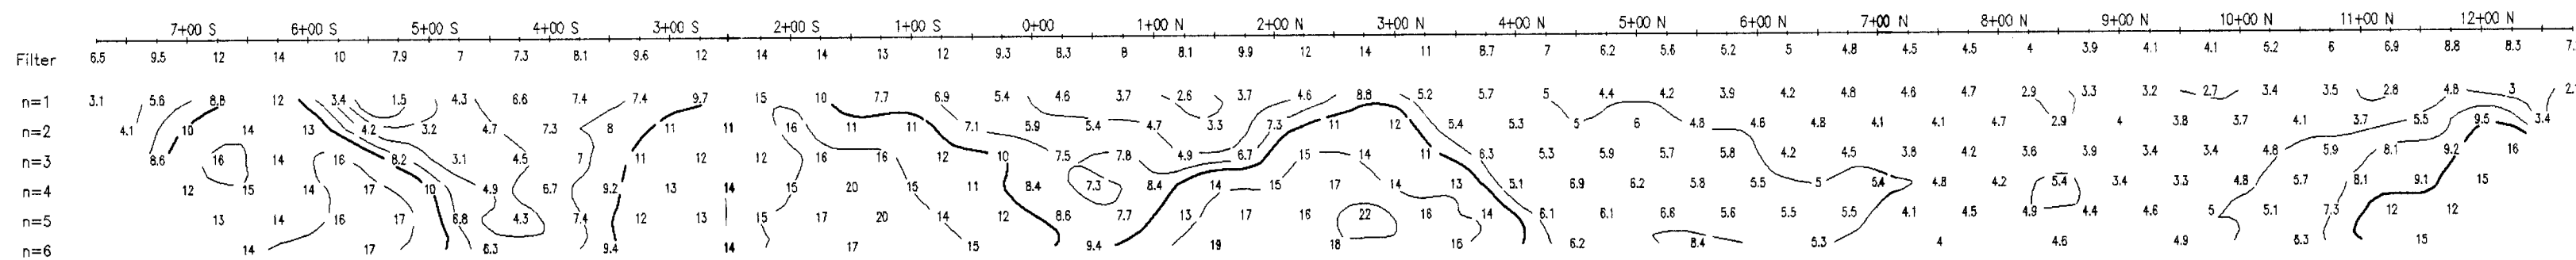 7+00 S 6+00 S 5+00 S 4+00 S 3+00 S 2+00 S 1+00 S 0+00 1+00 N 2+00 N 3+00 N 4+00 N 5+00 N 6+00 N 7+00 N 8+00 N 9+00 N 10+00 N 11+00 N 12+00 N
Filter 6.5 9.5 12 14 10 7.9 7 7.3 8.1 9.6 12 14 14 13 12 9.3 8.3 8 8.1 9.9 12 14 11 8.7 7 6.2 5.6 5.2 5 4.8 4.5 4.5 4 3.9 4.1 4.1 5.2 6 6.9 8.8 8.3 7.
n=1 3.1 5.6 8.8 12 3.4 1.5 4.3 6.6 7.4 7.4 9.7 15 10 7.7 6.9 5.4 4.6 3.7 2.6 3.7 4.6 8.8 5.2 5.7 5 4.4 4.2 3.9 4.2 4.8 4.6 4.7 2.9 3.3 3.2 2.7 3.4 3.5 2.8 4.8 3 2.
n=2 4.1 10 14 13 4.2 3.2 4.7 7.3 8 11 11 16 11 11 7.1 5.9 5.4 4.7 3.3 7.3 11 12 5.4 5.3 5 6 4.8 4.6 4.8 4.1 4.1 4.7 2.9 4 3.8 3.7 4.1 3.7 5.5 9.5 3.4
n=3 8.6 16 14 16 8.2 3.1 4.5 7 11 12 12 16 16 12 10 7.5 7.8 4.9 6.7 15 14 11 6.3 5.3 5.9 5.7 5.8 4.2 4.5 3.8 4.2 3.6 3.9 3.4 3.4 4.8 5.9 8.1 9.2 16
n=4 12 15 14 17 10 4.9 6.7 9.2 13 14 15 20 15 11 8.4 7.3 8.4 14 15 17 14 13 5.1 6.9 6.2 5.8 5.5 5 5.4 4.8 4.2 5.4 3.4 3.3 4.8 5.7 8.1 9.1 15
n=5 13 14 16 17 6.8 4.3 7.4 12 13 15 17 20 14 12 8.6 7.7 13 17 16 22 16 14 6.1 6.1 6.6 5.6 5.5 5.5 4.1 4.5 4.9 4.4 4.6 5 5.1 7.3 12 12
n=6 14 17 6.3 9.4 14 17 15 9.4 19 18 16 6.2 8.4 5.3 4 4.6 4.9 6.3 15